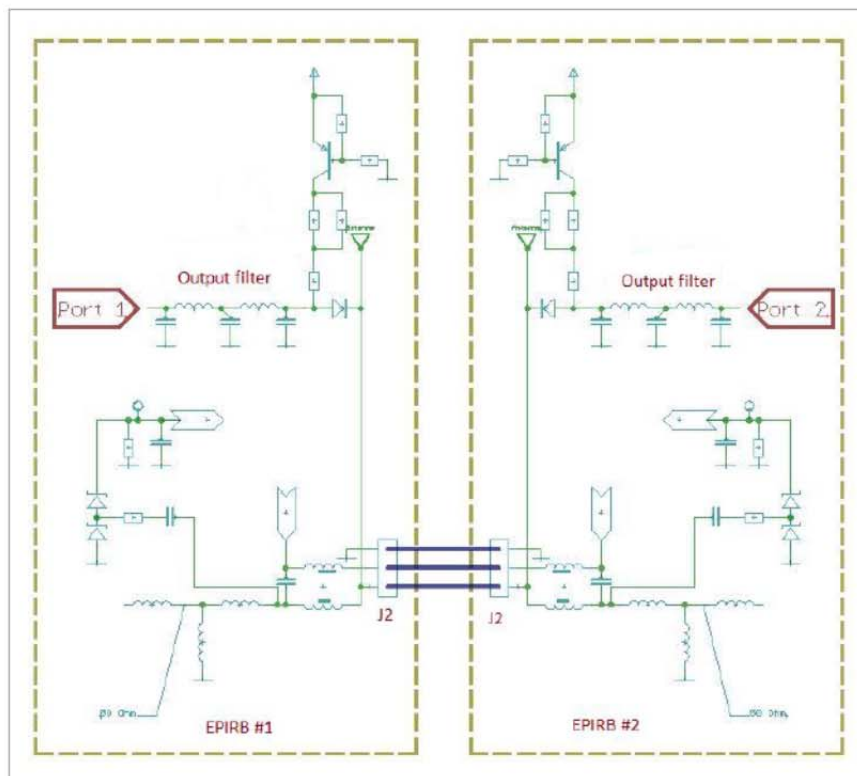 Output filter
Output filter
Port 1
Port 2
J2
J2
EPIRB #1
EPIRB #2